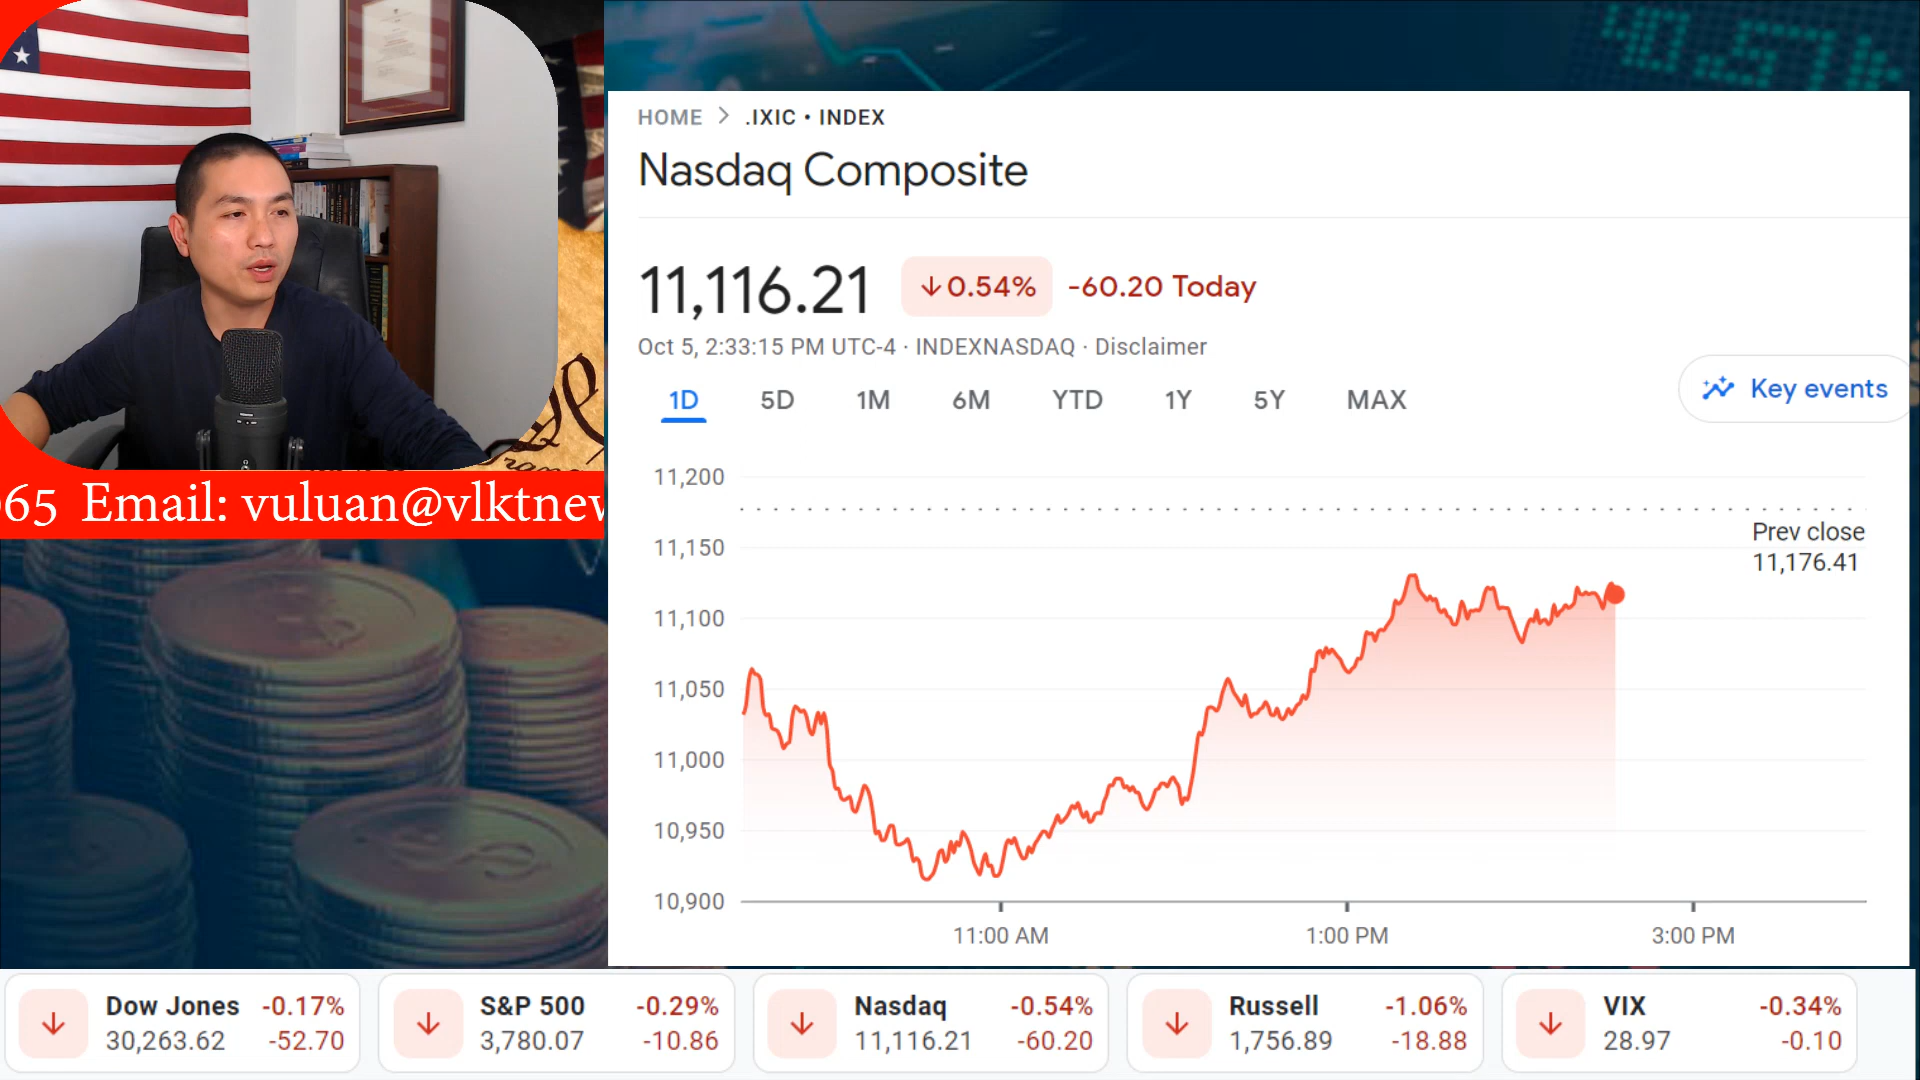 HOME > .IXIC • INDEX
Nasdaq Composite
11,116.21 ↓0.54% -60.20 Today
Oct 5, 2:33:15 PM UTC-4 · INDEXNASDAQ · Disclaimer
1D 5D 1M 6M YTD 1Y 5Y MAX
Key events
11,200
Prev close
11,176.41
11,150
11,100
11,050
11,000
10,950
10,900
11:00 AM 1:00 PM 3:00 PM
65 Email: vuluan@vlktnew
Dow Jones -0.17%
30,263.62 -52.70
S&P 500 -0.29%
3,780.07 -10.86
Nasdaq -0.54%
11,116.21 -60.20
Russell -1.06%
1,756.89 -18.88
VIX -0.34%
28.97 -0.10